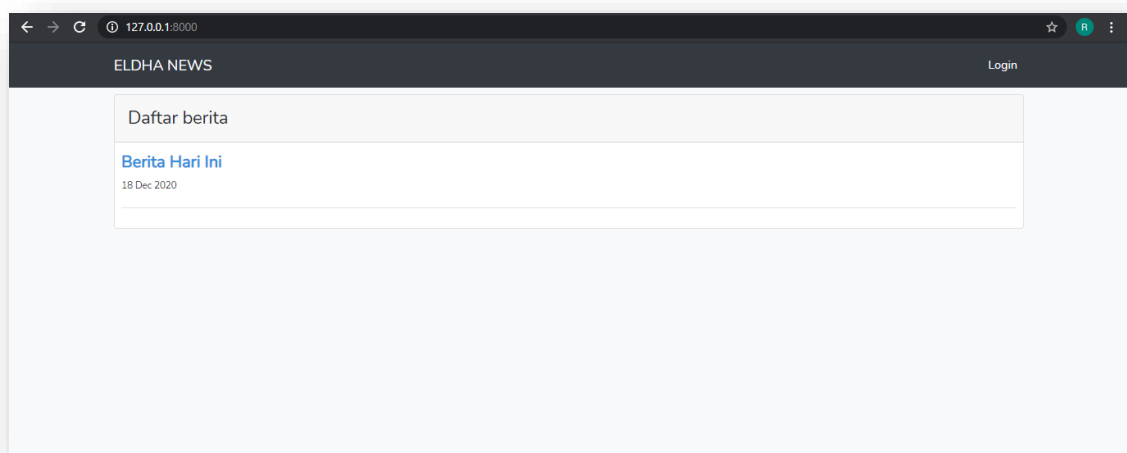 127.0.0.1:8000
R
ELDHA NEWS
Login
Daftar berita
Berita Hari Ini
18 Dec 2020